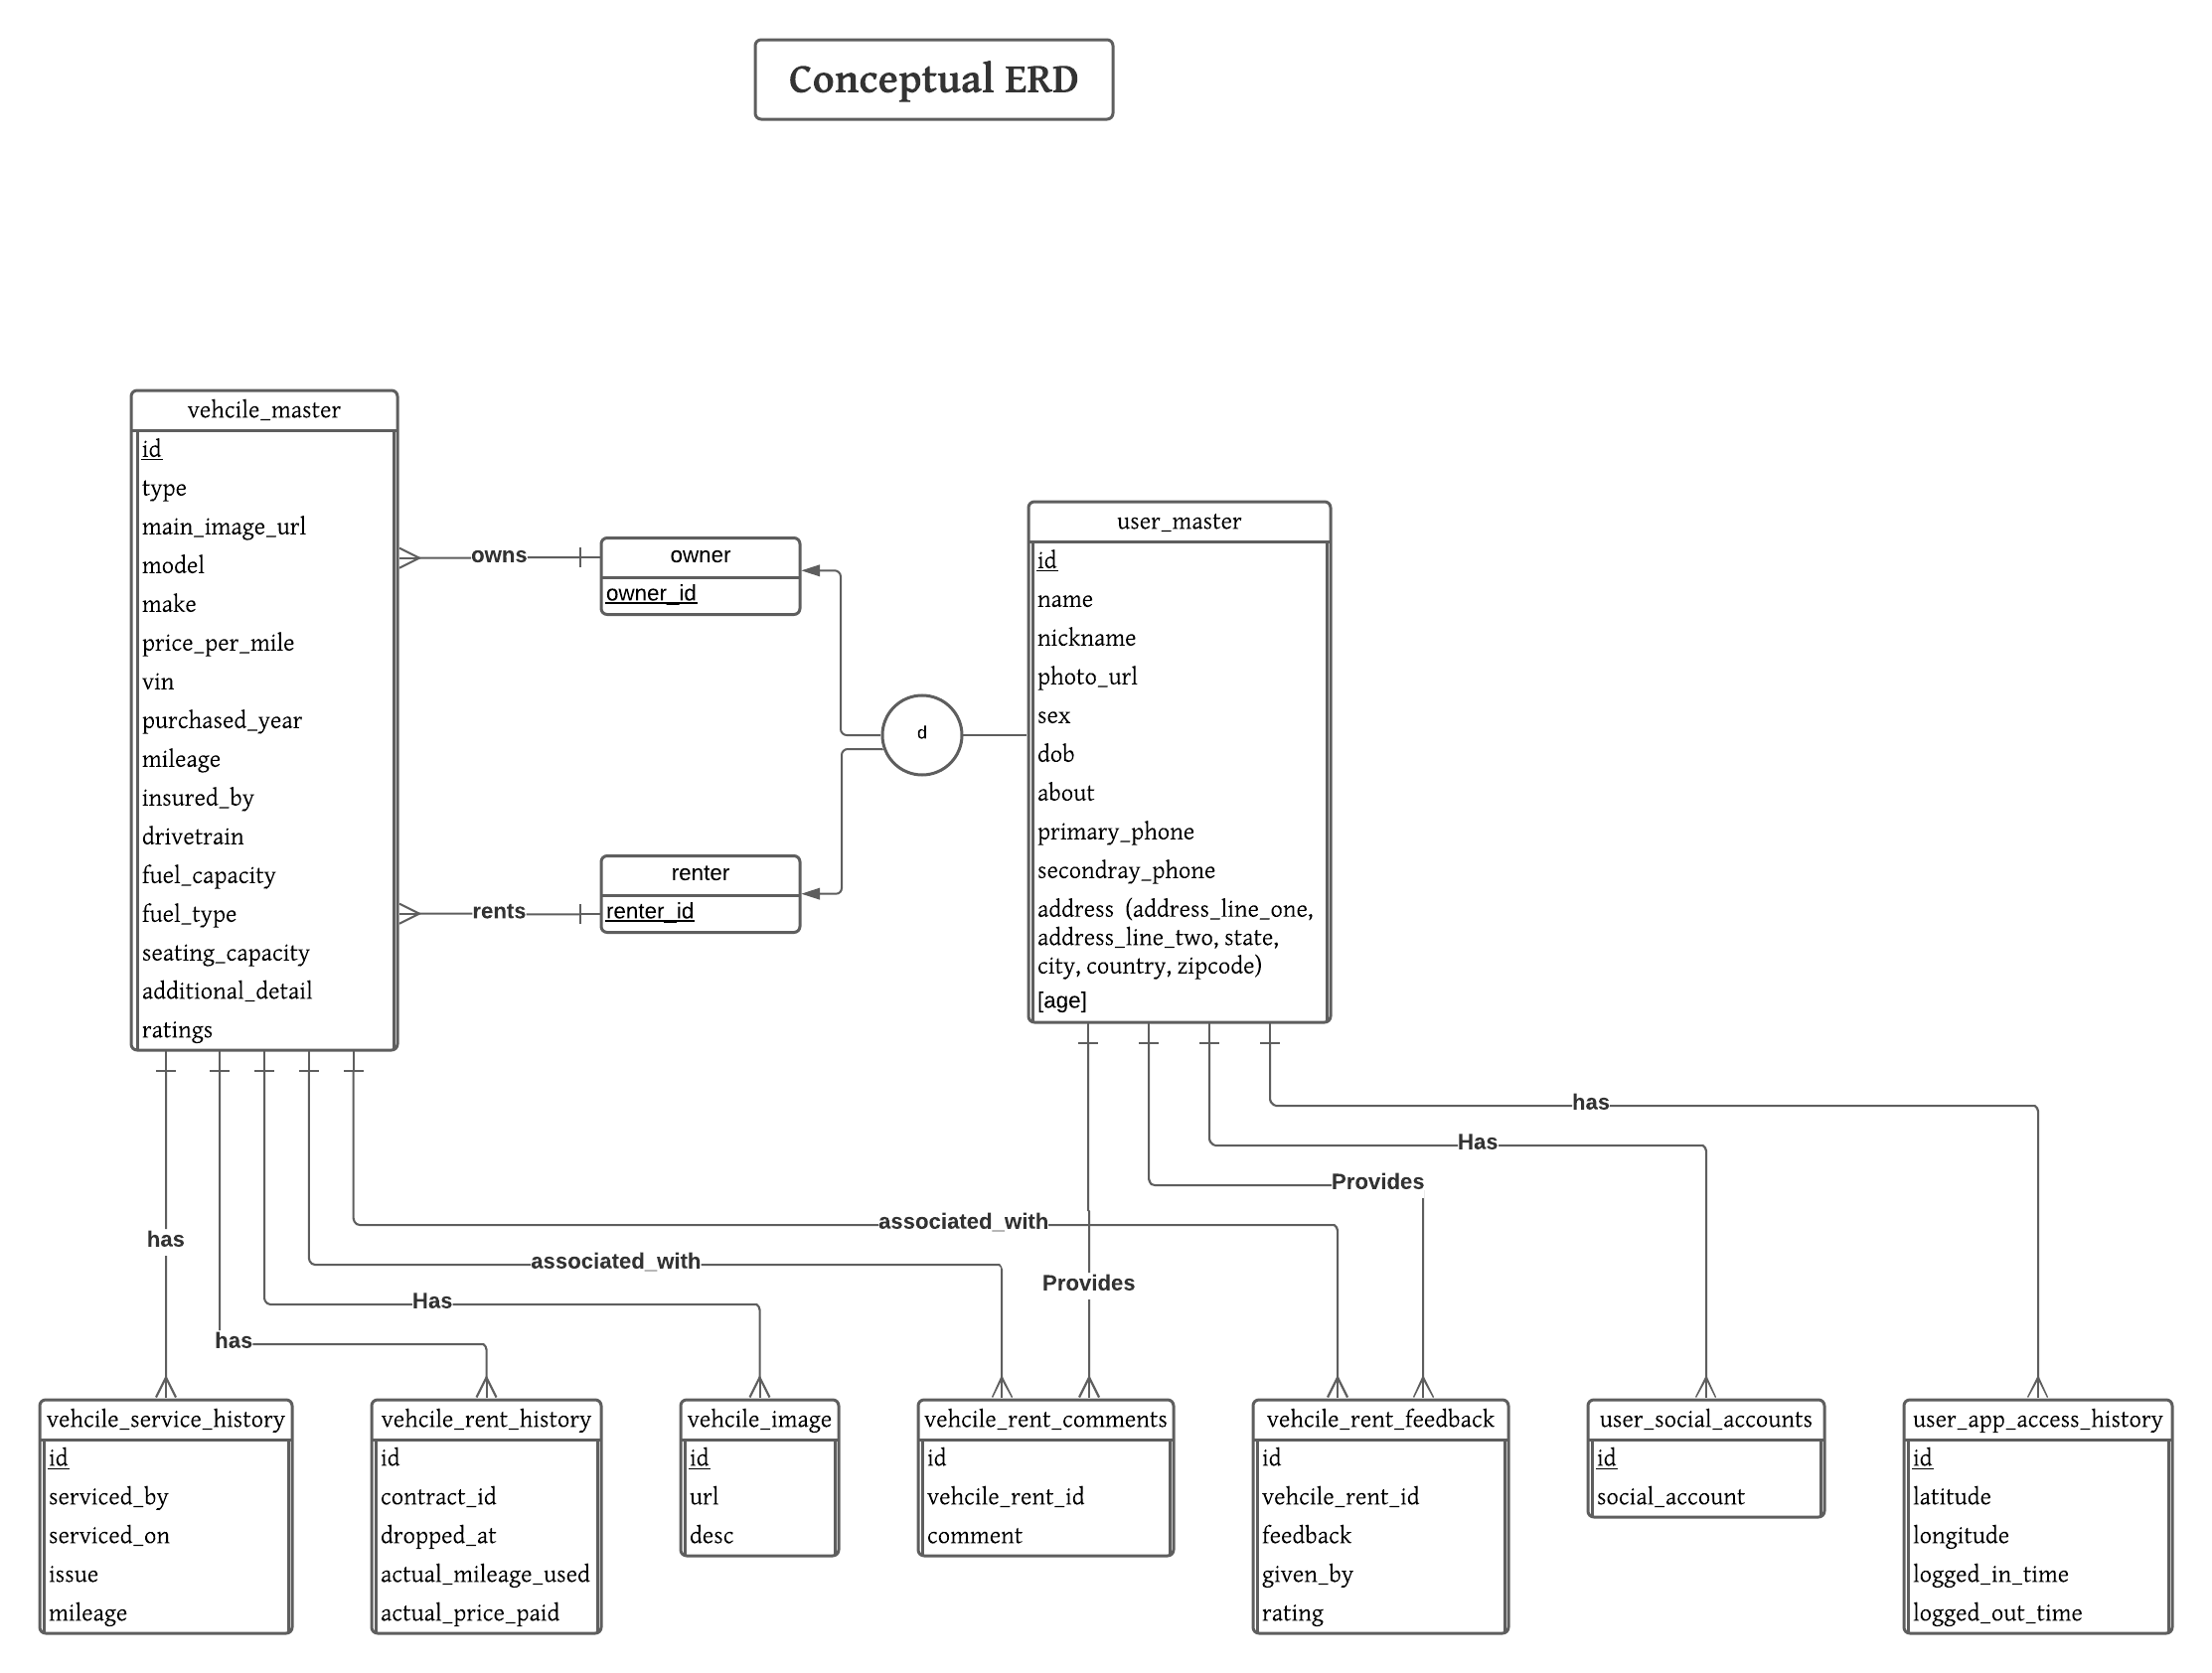 Conceptual ERD
vehcile_master
id
type
main_image_url
model
make
price_per_mile
vin
purchased_year
mileage
insured_by
drivetrain
fuel_capacity
fuel_type
seating_capacity
additional_detail
ratings
owns
owner
owner_id
rents
renter
renter_id
d
user_master
id
name
nickname
photo_url
sex
dob
about
primary_phone
secondray_phone
address (address_line_one,
address_line_two, state,
city, country, zipcode)
[age]
has
Has
Provides
associated_with
has
associated_with
Provides
Has
has
vehcile_service_history
id
serviced_by
serviced_on
issue
mileage
vehcile_rent_history
id
contract_id
dropped_at
actual_mileage_used
actual_price_paid
vehcile_image
id
url
desc
vehcile_rent_comments
id
vehcile_rent_id
comment
vehcile_rent_feedback
id
vehcile_rent_id
feedback
given_by
rating
user_social_accounts
id
social_account
user_app_access_history
id
latitude
longitude
logged_in_time
logged_out_time